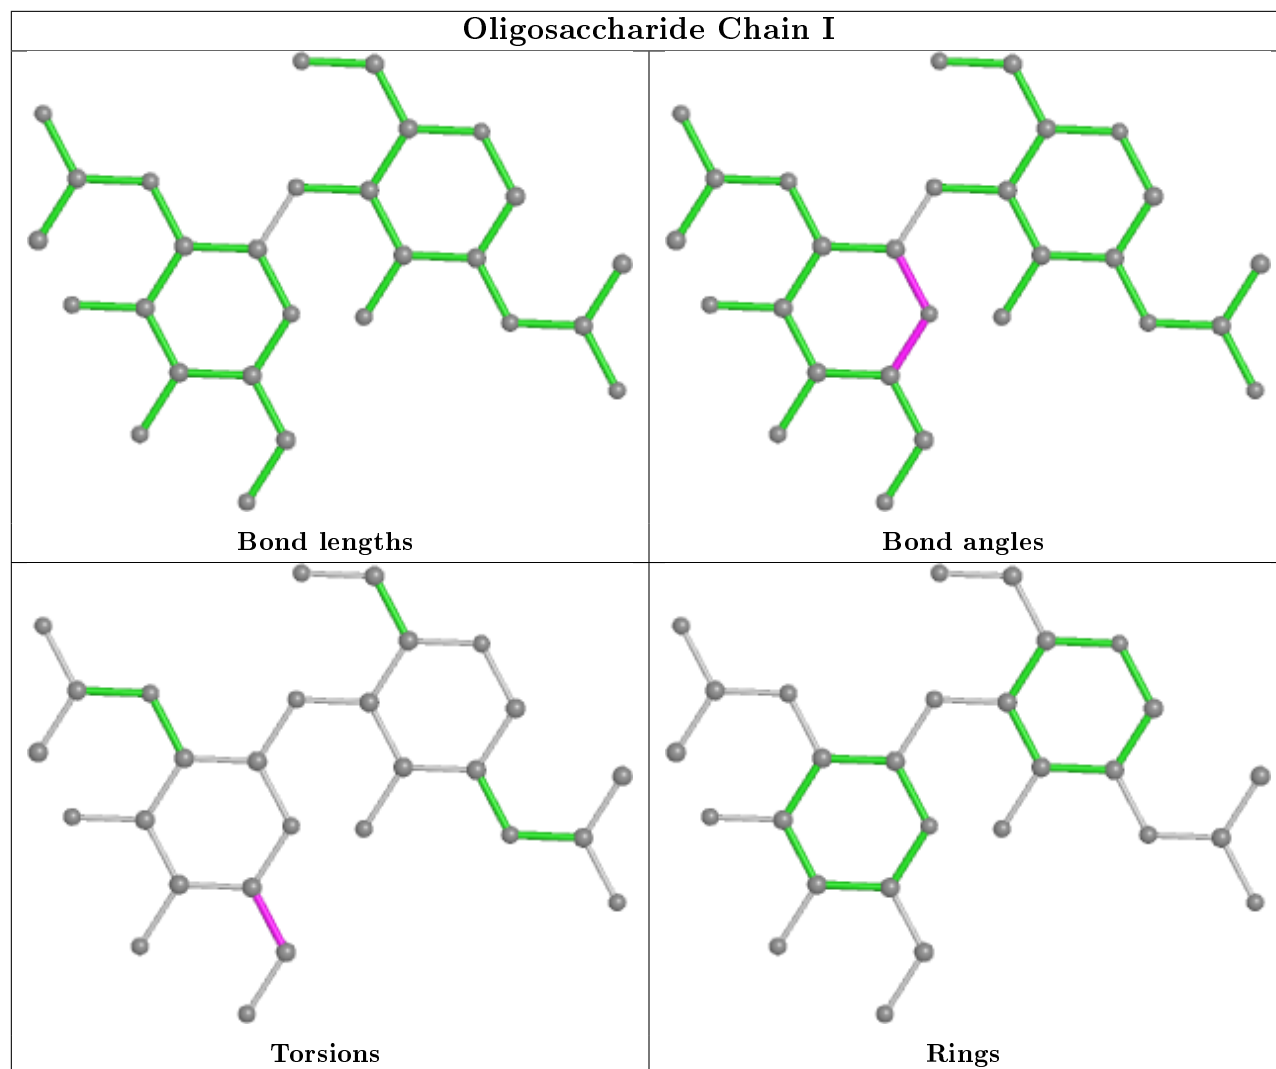 Oligosaccharide Chain I
Bond lengths
Bond angles
Torsions
Rings